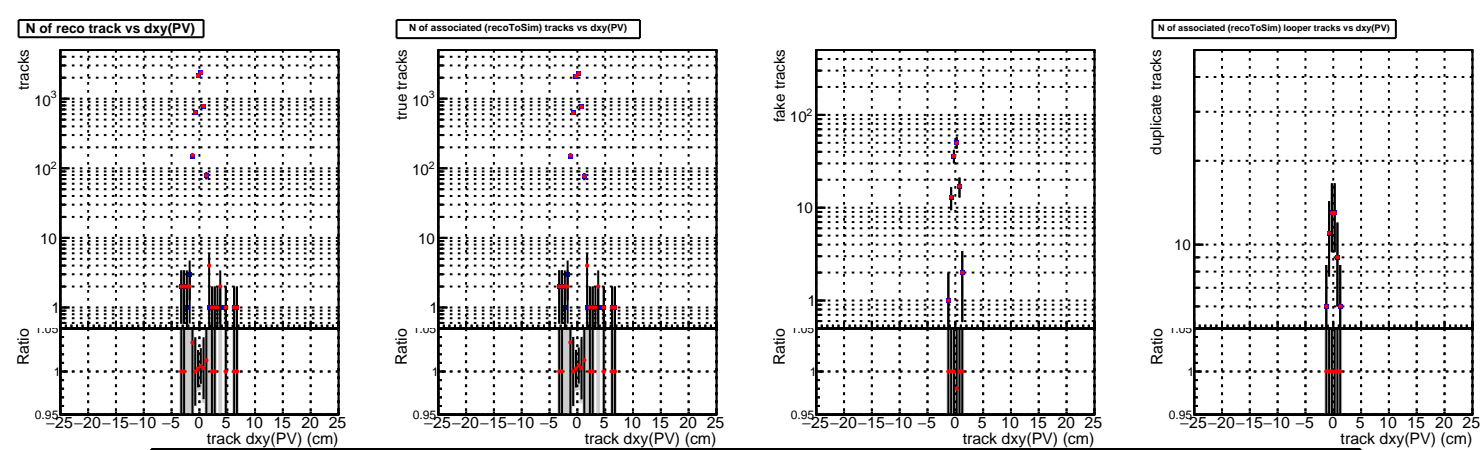 N of reco track vs dxy(PV)
tracks
10³
10²
10
1
1.05
Ratio
1
0.95
−25−20−15−10 −5 0 5 10 15 20 25
track dxy(PV) (cm)
N of associated (recoToSim) tracks vs dxy(PV)
true tracks
10³
10²
10
1
1.05
Ratio
1
0.95
−25−20−15−10 −5 0 5 10 15 20 25
track dxy(PV) (cm)
fake tracks
10²
10
1
1.05
Ratio
1
0.95
−25−20−15−10 −5 0 5 10 15 20 25
track dxy(PV) (cm)
N of associated (recoToSim) looper tracks vs dxy(PV)
duplicate tracks
10
1.05
Ratio
1
0.95
−25−20−15−10 −5 0 5 10 15 20 25
track dxy(PV) (cm)